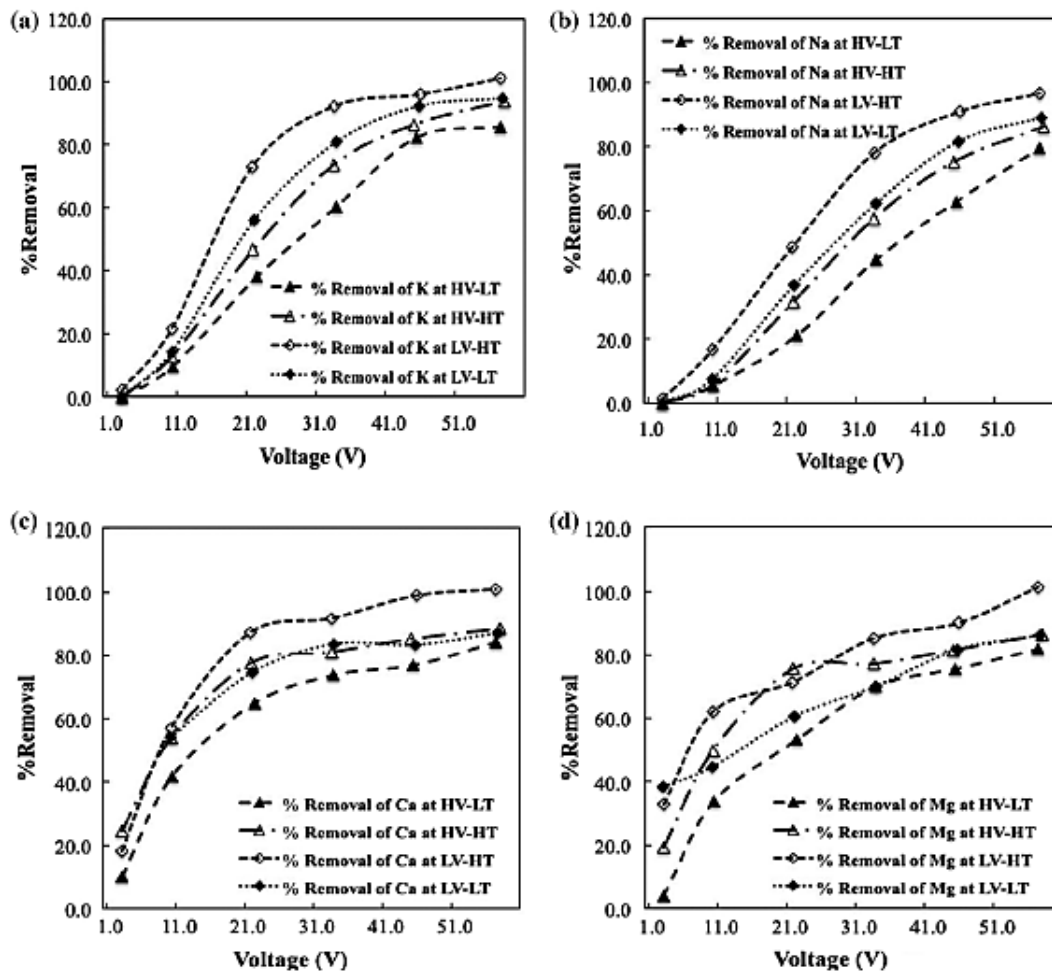 (a)
120.0
100.0
80.0
60.0
40.0
20.0
0.0
%Removal
% Removal of K at HV-LT
% Removal of K at HV-HT
% Removal of K at LV-HT
% Removal of K at LV-LT
1.0 11.0 21.0 31.0 41.0 51.0
Voltage (V)
(b)
120.0
100.0
80.0
60.0
40.0
20.0
0.0
%Removal
% Removal of Na at HV-LT
% Removal of Na at HV-HT
% Removal of Na at LV-HT
% Removal of Na at LV-LT
1.0 11.0 21.0 31.0 41.0 51.0
Voltage (V)
(c)
120.0
100.0
80.0
60.0
40.0
20.0
0.0
%Removal
% Removal of Ca at HV-LT
% Removal of Ca at HV-HT
% Removal of Ca at LV-HT
% Removal of Ca at LV-LT
1.0 11.0 21.0 31.0 41.0 51.0
Voltage (V)
(d)
120.0
100.0
80.0
60.0
40.0
20.0
0.0
%Removal
% Removal of Mg at HV-LT
% Removal of Mg at HV-HT
% Removal of Mg at LV-HT
% Removal of Mg at LV-LT
1.0 11.0 21.0 31.0 41.0 51.0
Voltage (V)